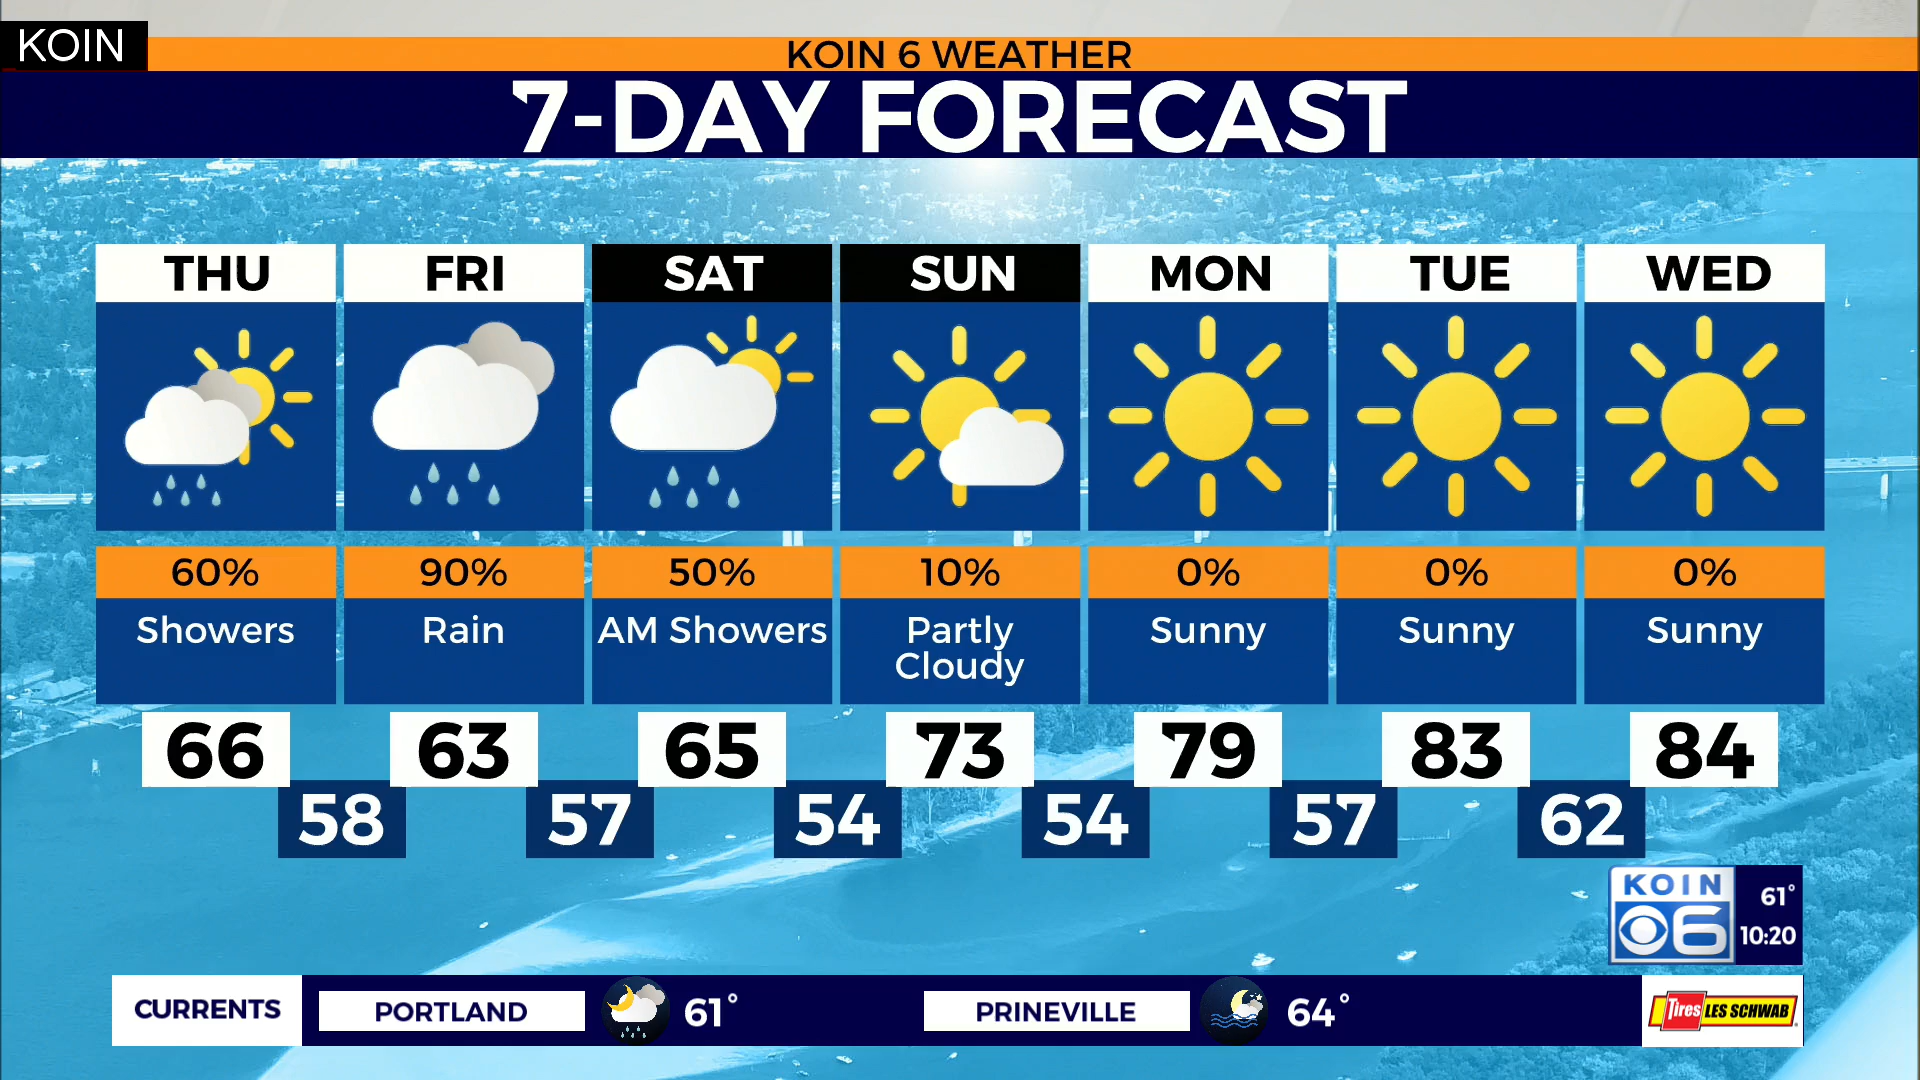 KOIN
KOIN 6 WEATHER
7-DAY FORECAST
THU FRI SAT SUN MON TUE WED
60% 90% 50% 10% 0% 0% 0%
Showers Rain AM Showers Partly Cloudy Sunny Sunny Sunny
66 63 65 73 79 83 84
58 57 54 54 57 62
KOIN 6 61°
10:20
CURRENTS PORTLAND 61° PRINEVILLE 64° Tires LES SCHWAB